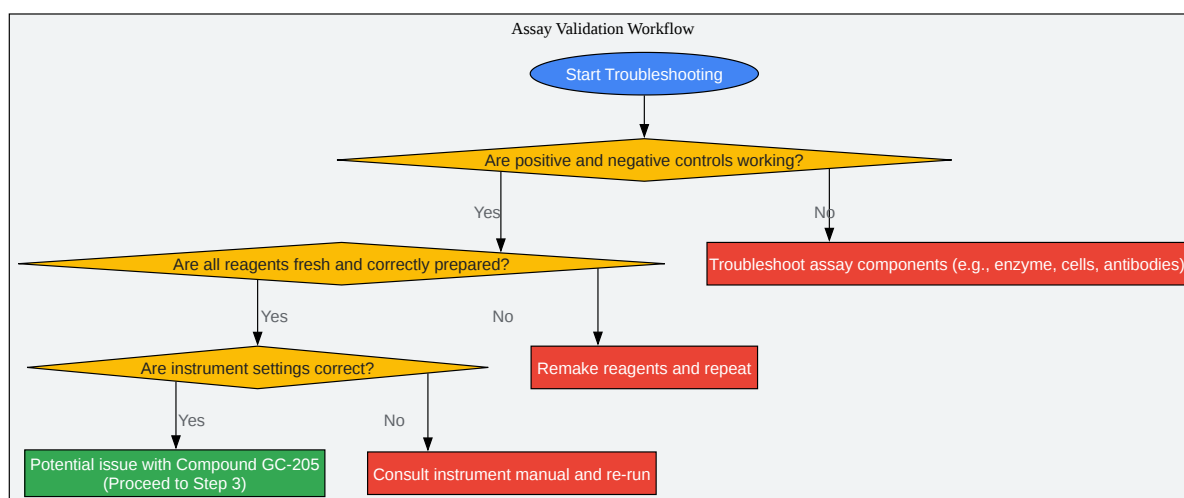 Assay Validation Workflow
Start Troubleshooting
Are positive and negative controls working?
Yes
No
Are all reagents fresh and correctly prepared?
Troubleshoot assay components (e.g., enzyme, cells, antibodies)
Yes
No
Are instrument settings correct?
Remake reagents and repeat
Yes
No
Potential issue with Compound GC-205
(Proceed to Step 3)
Consult instrument manual and re-run